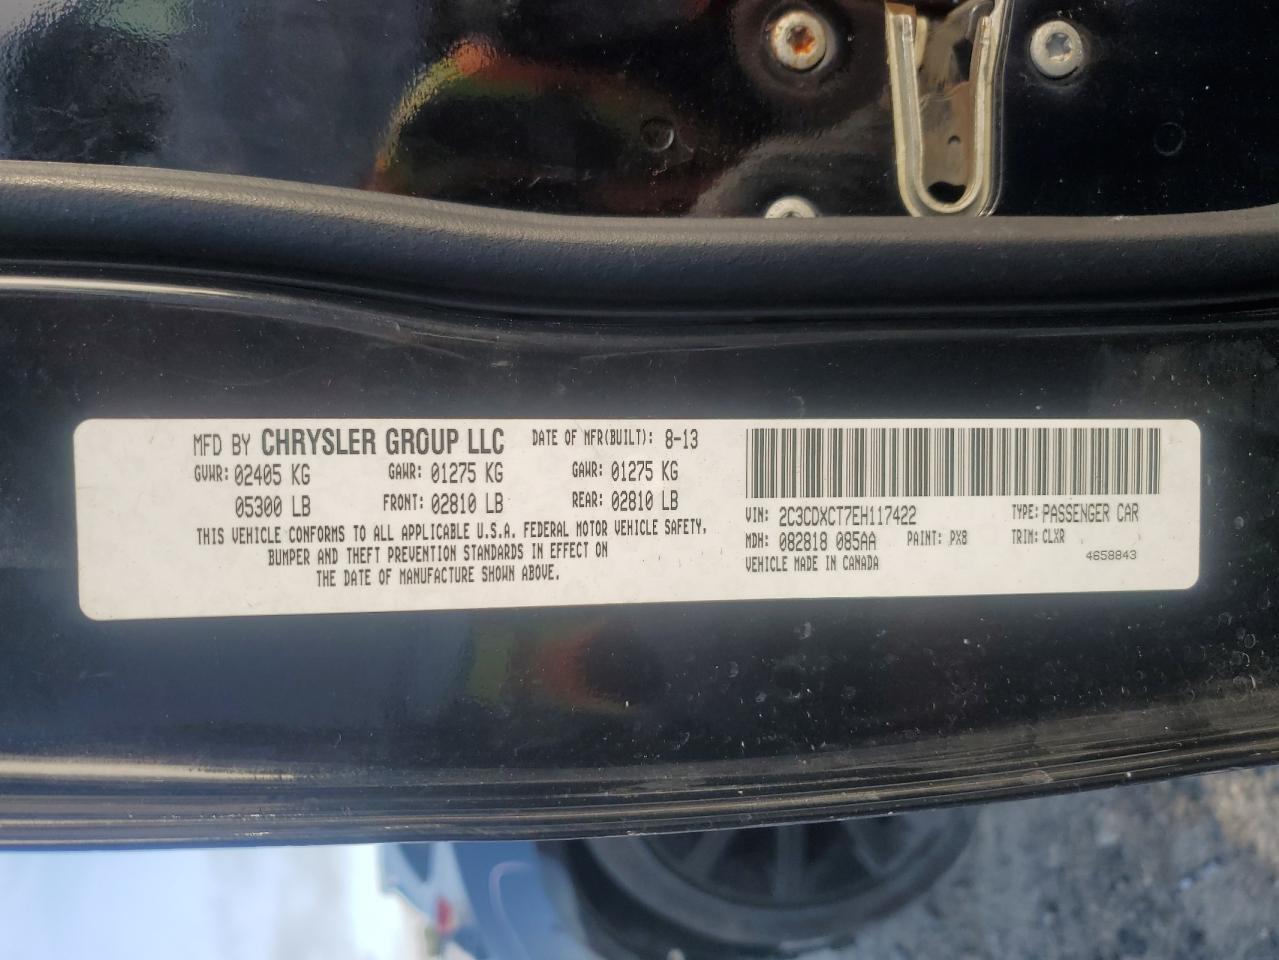 MFD BY CHRYSLER GROUP LLC DATE OF MFR(BUILT): 8-13
GVWR: 02405 KG GAWR: 01275 KG GAWR: 01275 KG
05300 LB FRONT: 02810 LB REAR: 02810 LB
THIS VEHICLE CONFORMS TO ALL APPLICABLE U.S.A. FEDERAL MOTOR VEHICLE SAFETY,
BUMPER AND THEFT PREVENTION STANDARDS IN EFFECT ON
THE DATE OF MANUFACTURE SHOWN ABOVE.
VIN: 2C3CDXCT7EH117422 TYPE: PASSENGER CAR
MDH: 082818 085AA PAINT: PX8 TRIM: CLXR
VEHICLE MADE IN CANADA 4658843